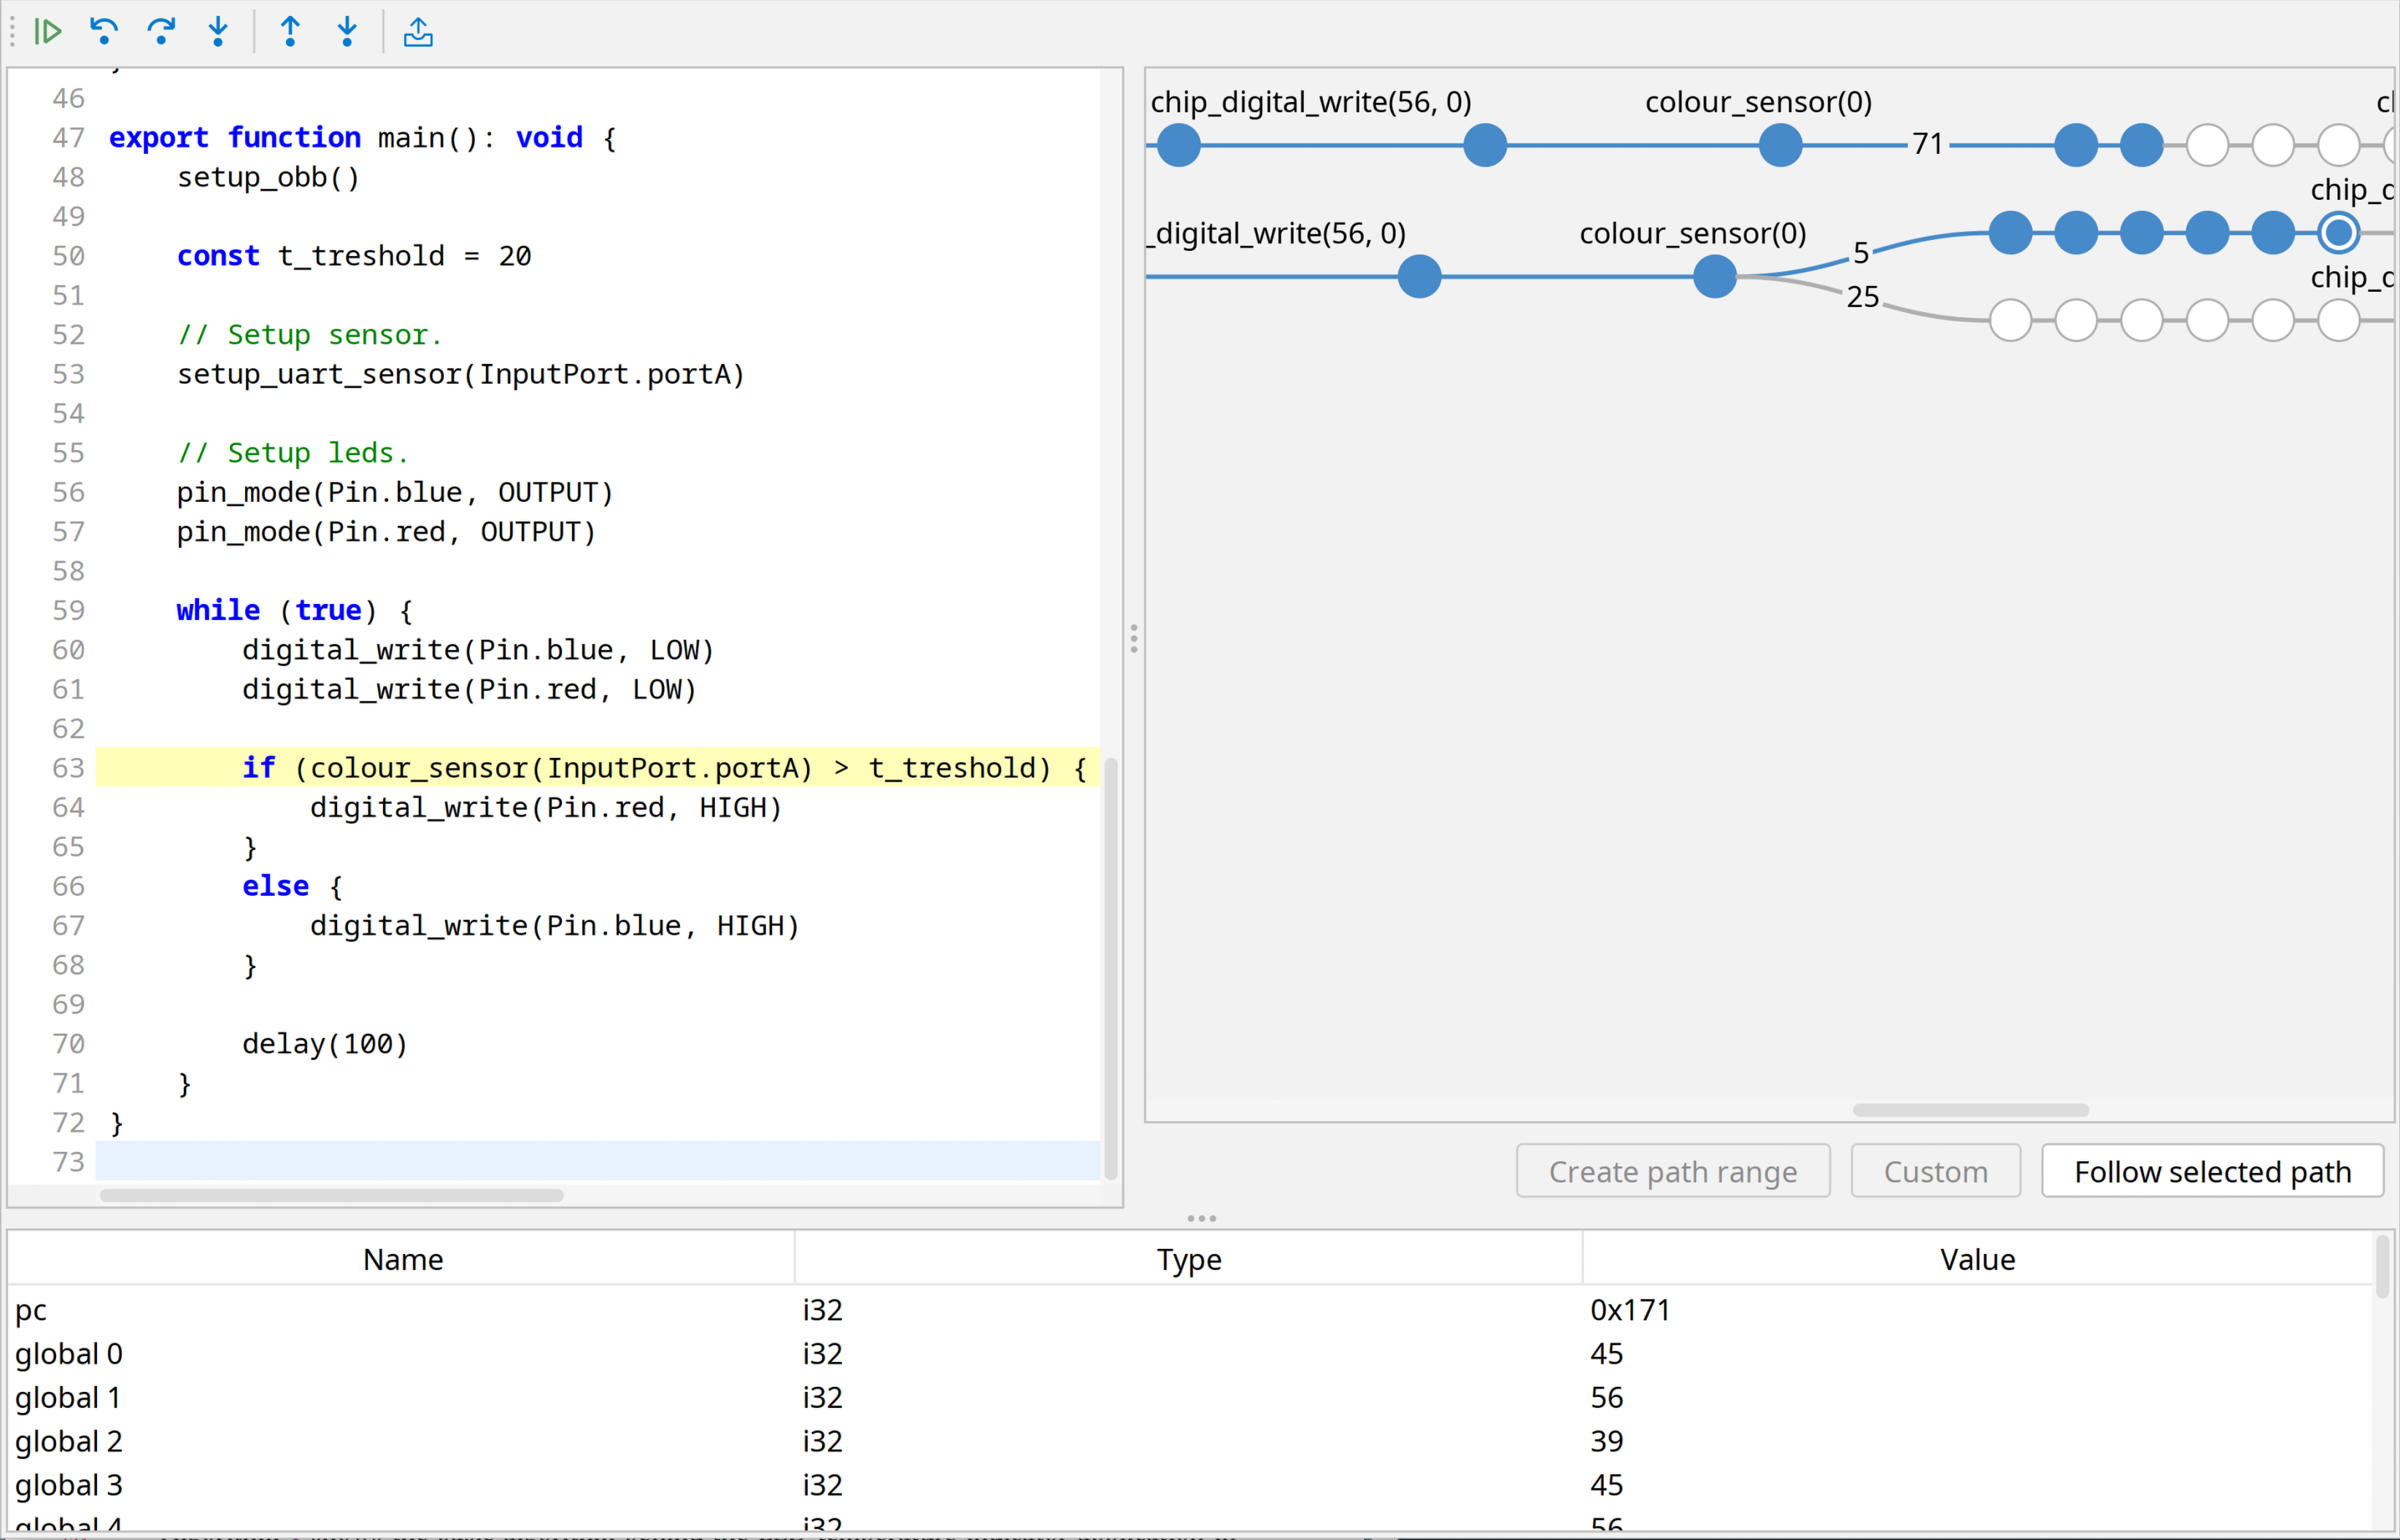 }
46
47 export function main(): void {
48 setup_obb()
49
50 const t_treshold = 20
51
52 // Setup sensor.
53 setup_uart_sensor(InputPort.portA)
54
55 // Setup leds.
56 pin_mode(Pin.blue, OUTPUT)
57 pin_mode(Pin.red, OUTPUT)
58
59 while (true) {
60 digital_write(Pin.blue, LOW)
61 digital_write(Pin.red, LOW)
62
63 if (colour_sensor(InputPort.portA) > t_treshold) {
64 digital_write(Pin.red, HIGH)
65 }
66 else {
67 digital_write(Pin.blue, HIGH)
68 }
69
70 delay(100)
71 }
72 }
73
chip_digital_write(56, 0) colour_sensor(0)
71
chip_d
_digital_write(56, 0) colour_sensor(0)
5
chip_d
25
Create path range Custom Follow selected path
Name Type Value
pc i32 0x171
global 0 i32 45
global 1 i32 56
global 2 i32 39
global 3 i32 45
global 4 i32 56